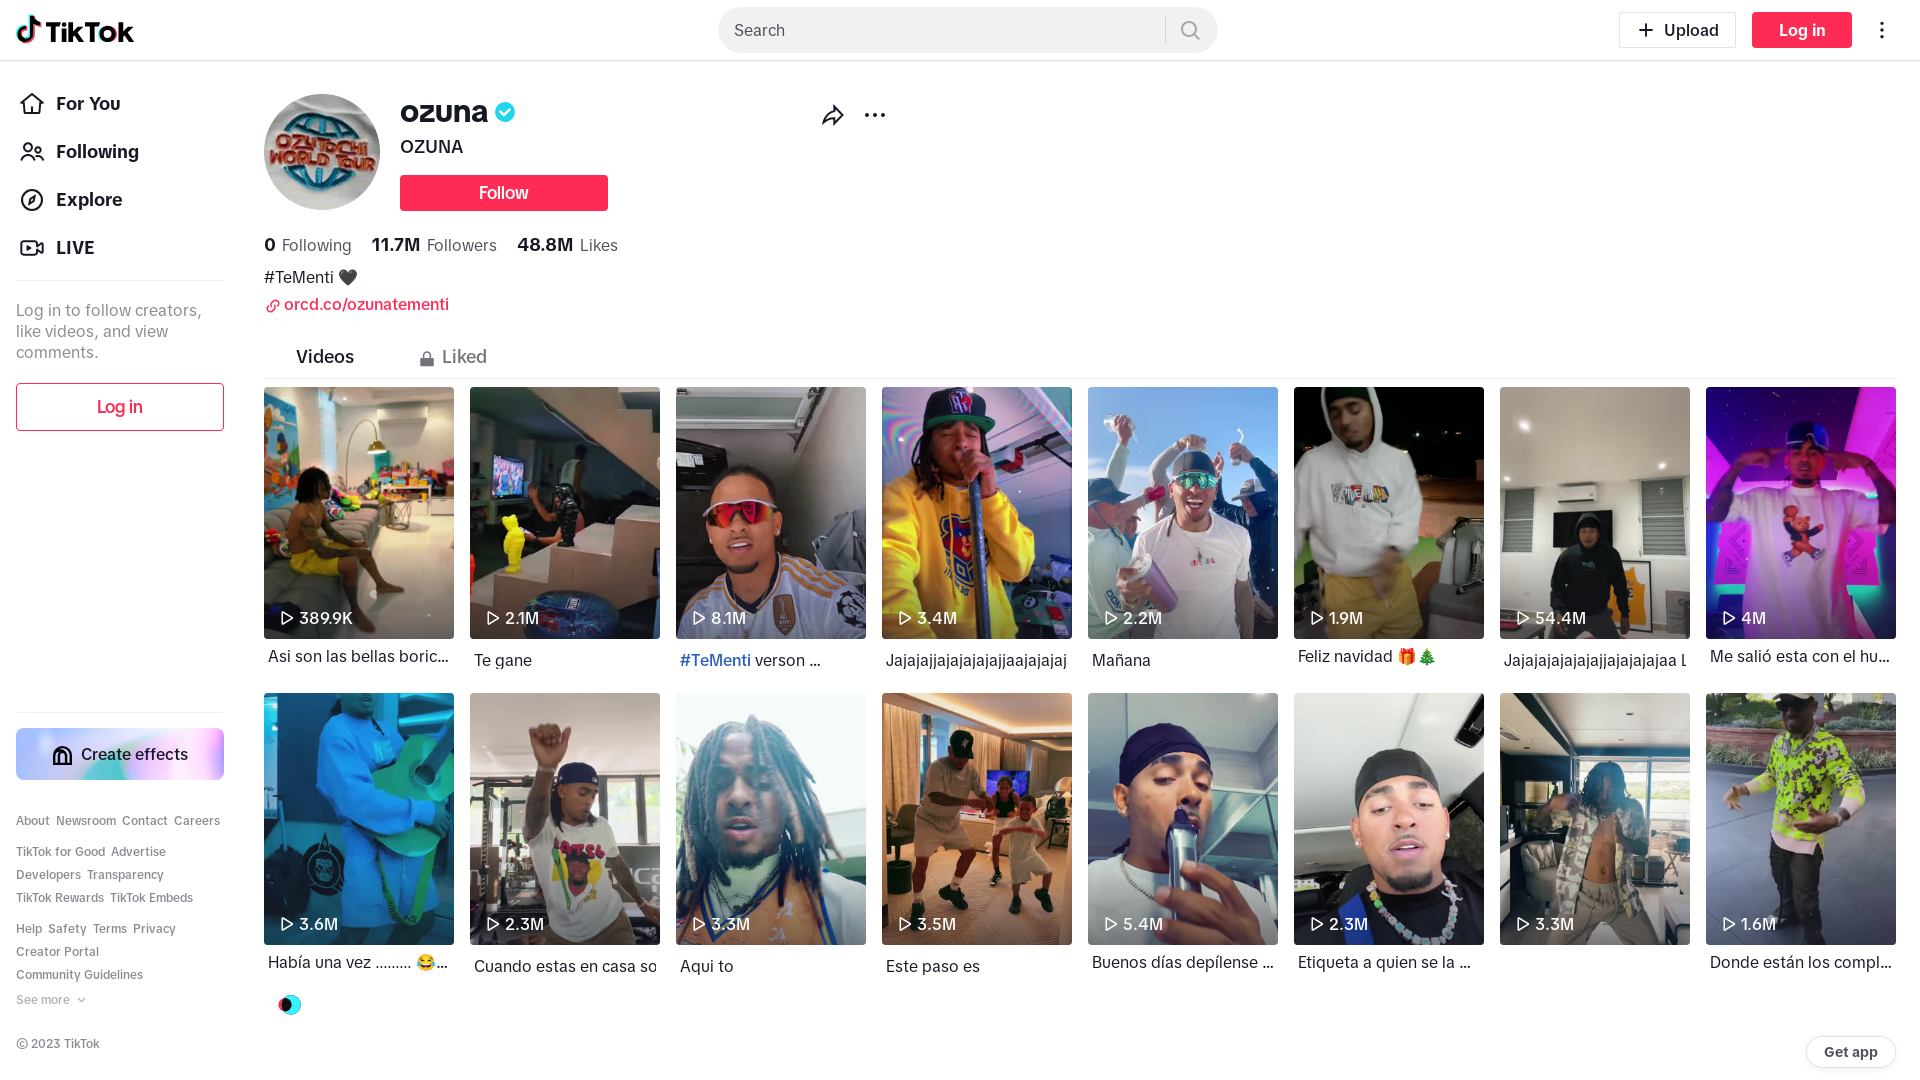 TikTok
Search
Upload
Log in
For You
Following
Explore
LIVE
Log in to follow creators,
like videos, and view
comments.
Log in
Create effects
About Newsroom Contact Careers
TikTok for Good Advertise
Developers Transparency
TikTok Rewards TikTok Embeds
Help Safety Terms Privacy
Creator Portal
Community Guidelines
See more
© 2023 TikTok
OZUTOCHI
WORLD TOUR
ozuna
OZUNA
Follow
0 Following 11.7M Followers 48.8M Likes
#TeMenti 🖤
orcd.co/ozunatementi
Videos
Liked
389.9K
2.1M
8.1M
3.4M
2.2M
1.9M
54.4M
4M
Asi son las bellas boric...
Te gane
#TeMenti verson ...
Jajajajjajajajajajjaajajajaj
Mañana
Feliz navidad 🎁🎄
Jajajajajajajajjajajajajaa L
Me salió esta con el hu...
3.6M
2.3M
3.3M
3.5M
5.4M
2.3M
3.3M
1.6M
Había una vez ......... 😂...
Cuando estas en casa so
Aqui to
Este paso es
Buenos días depílense ...
Etiqueta a quien se la ...
Donde están los compl...
Get app